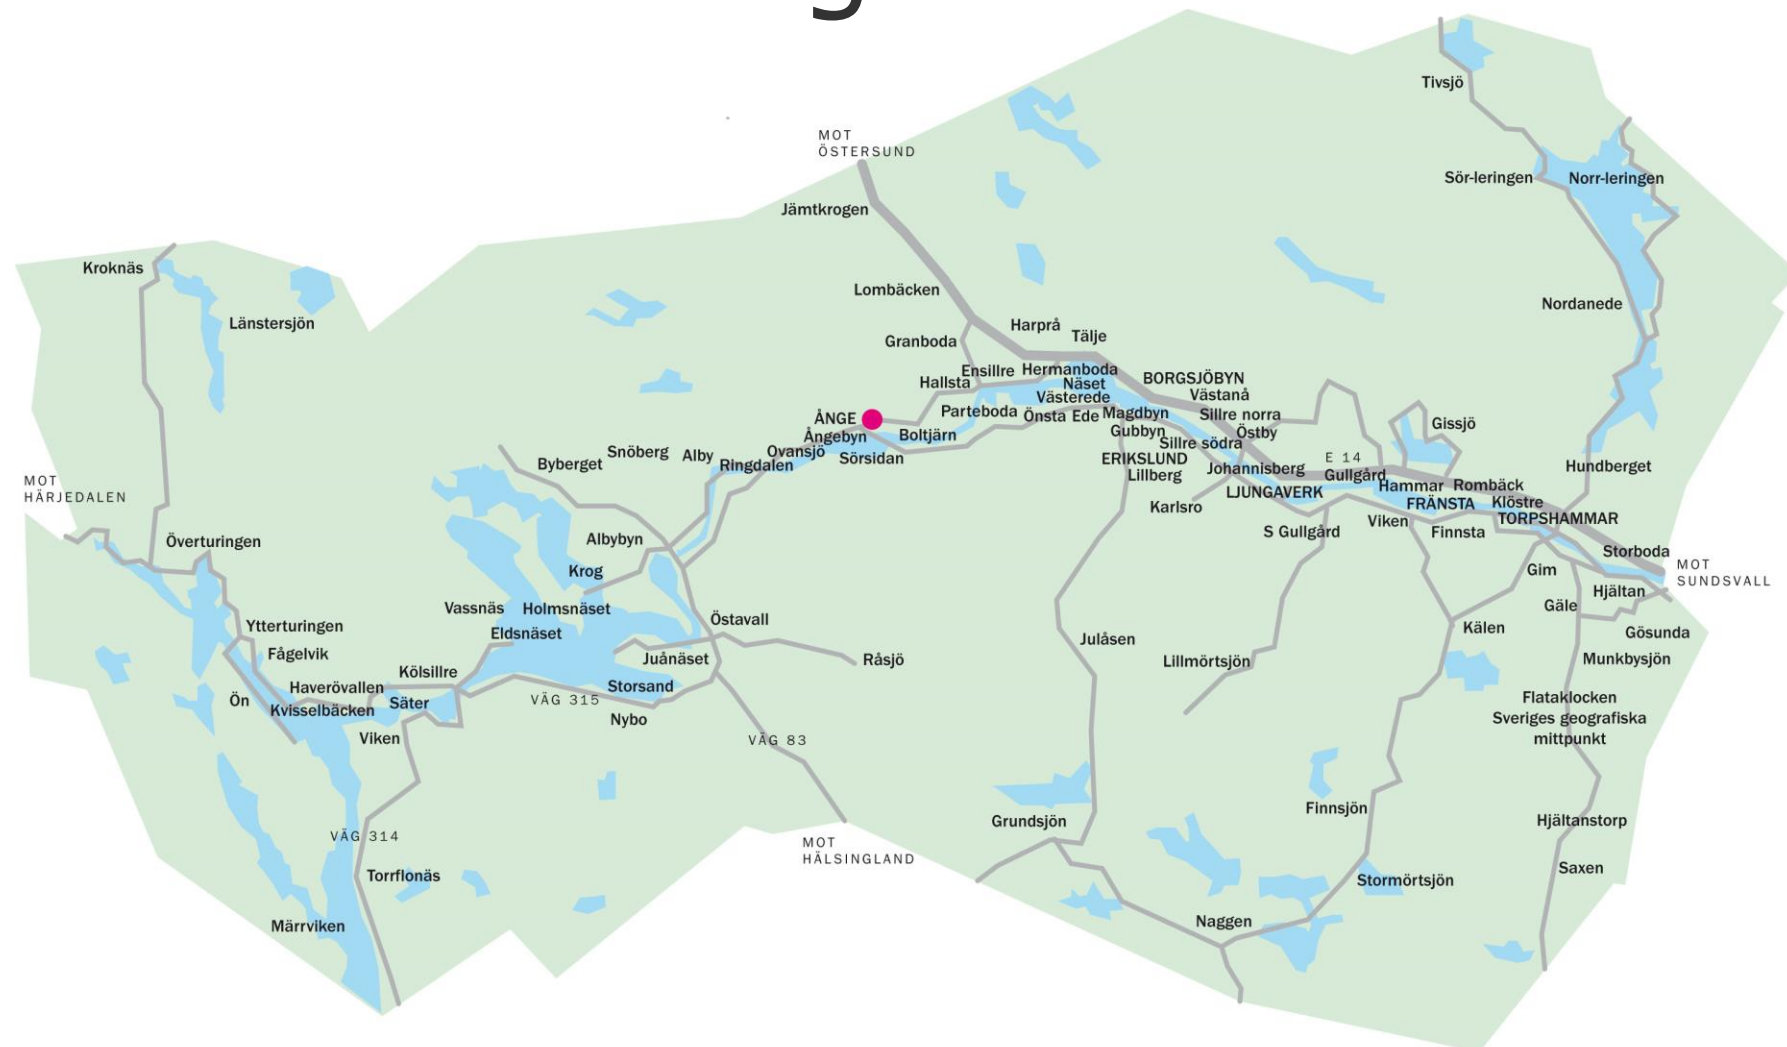 Tivsjö
MOT
ÖSTERSUND
Sör-leringen
Norr-leringen
Jämtkrogen
Kroknäs
Lombäcken
Nordanede
Länstersjön
Harprå
Tälje
Granboda
Ensillre
Hermanboda
Hallsta
Näset
BORGSJÖBYN
Västanå
Västerede
ÅNGE
Parteboda
Önsta
Ede
Magdbyn
Sillre norra
Gissjö
Ångebyn
Boltjärn
Gubbyn
Östby
Sillre södra
Snöberg
Alby
Ovansjö
Sörsidan
ERIKSLUND
E 14
Byberget
Ringdalen
Johannisberg
Hundberget
Lillberg
Gullgård
MOT
HÄRJEDALEN
LJUNGAVERK
Hammar
Rombäck
Karlsro
FRÄNSTA
Klöstre
Viken
TORPSHAMMAR
S Gullgård
Finnsta
Överturingen
Albybyn
Storboda
MOT
SUNDSVALL
Krog
Gim
Hjältan
Vassnäs
Holmsnäset
Gäle
Ytterturingen
Eldsnäset
Östavall
Julåsen
Kälen
Gösunda
Fågelvik
Juånäset
Råsjö
Lillmörtsjön
Munkbysjön
Kölsillre
Haverövallen
Storsand
Flataklocken
Sveriges geografiska
mittpunkt
Ön
Kvisselbäcken
Säter
VÄG 315
Nybo
Viken
VÄG 83
Finnsjön
Grundsjön
Hjältanstorp
VÄG 314
MOT
HÄLSINGLAND
Torrflonäs
Stormörtsjön
Saxen
Märrviken
Naggen